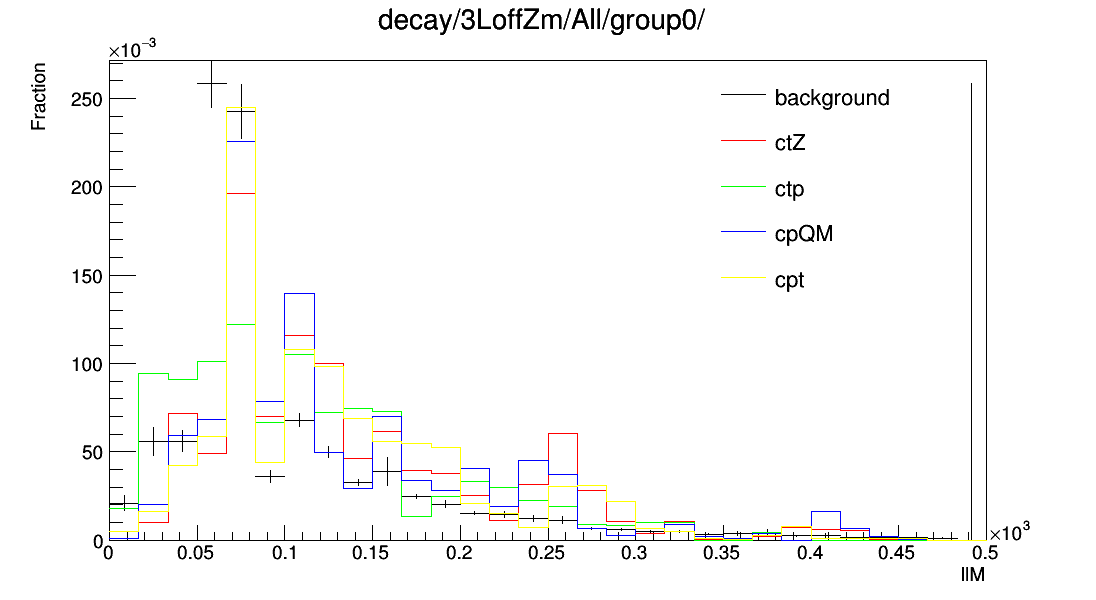 decay/3LoffZm/All/group0/
×10⁻³
Fraction
250
200
150
100
50
0
background
ctZ
ctp
cpQM
cpt
0 0.05 0.1 0.15 0.2 0.25 0.3 0.35 0.4 0.45 0.5
×10³
llM